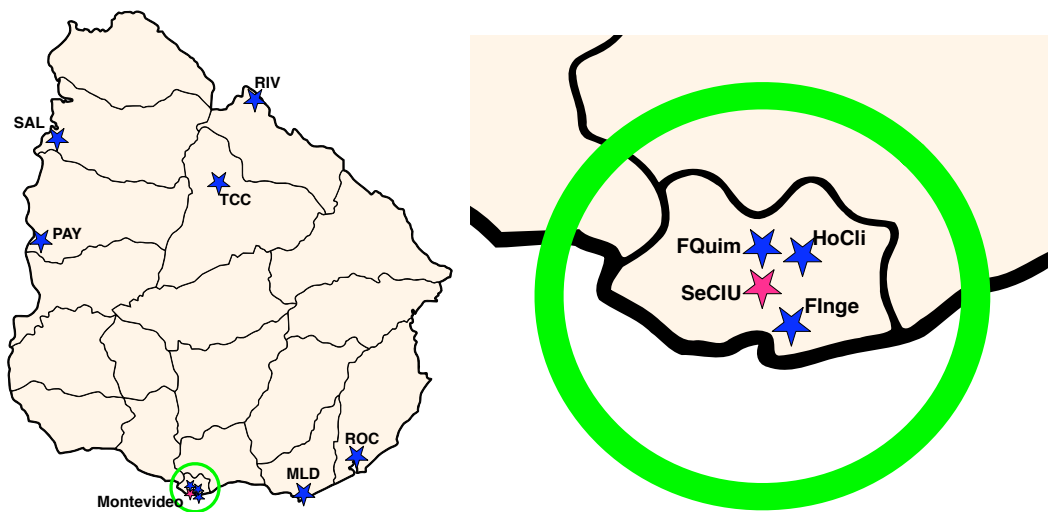 RIV
SAL
TCC
PAY
ROC
MLD
Montevideo
FQuim
HoCli
SeCIU
FInge